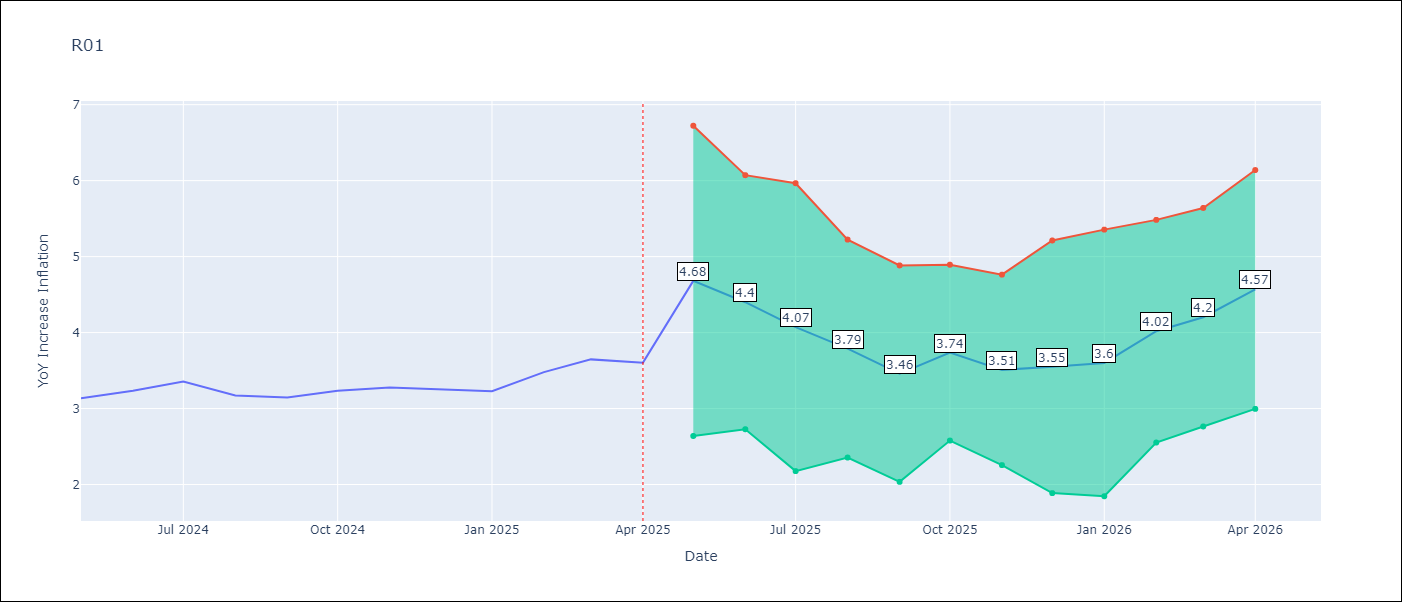 R01
YoY Increase Inflation
7
6
5
4
3
2
4.68
4.4
4.07
3.79
3.46
3.74
3.51
3.55
3.6
4.02
4.2
4.57
Jul 2024
Oct 2024
Jan 2025
Apr 2025
Jul 2025
Oct 2025
Jan 2026
Apr 2026
Date